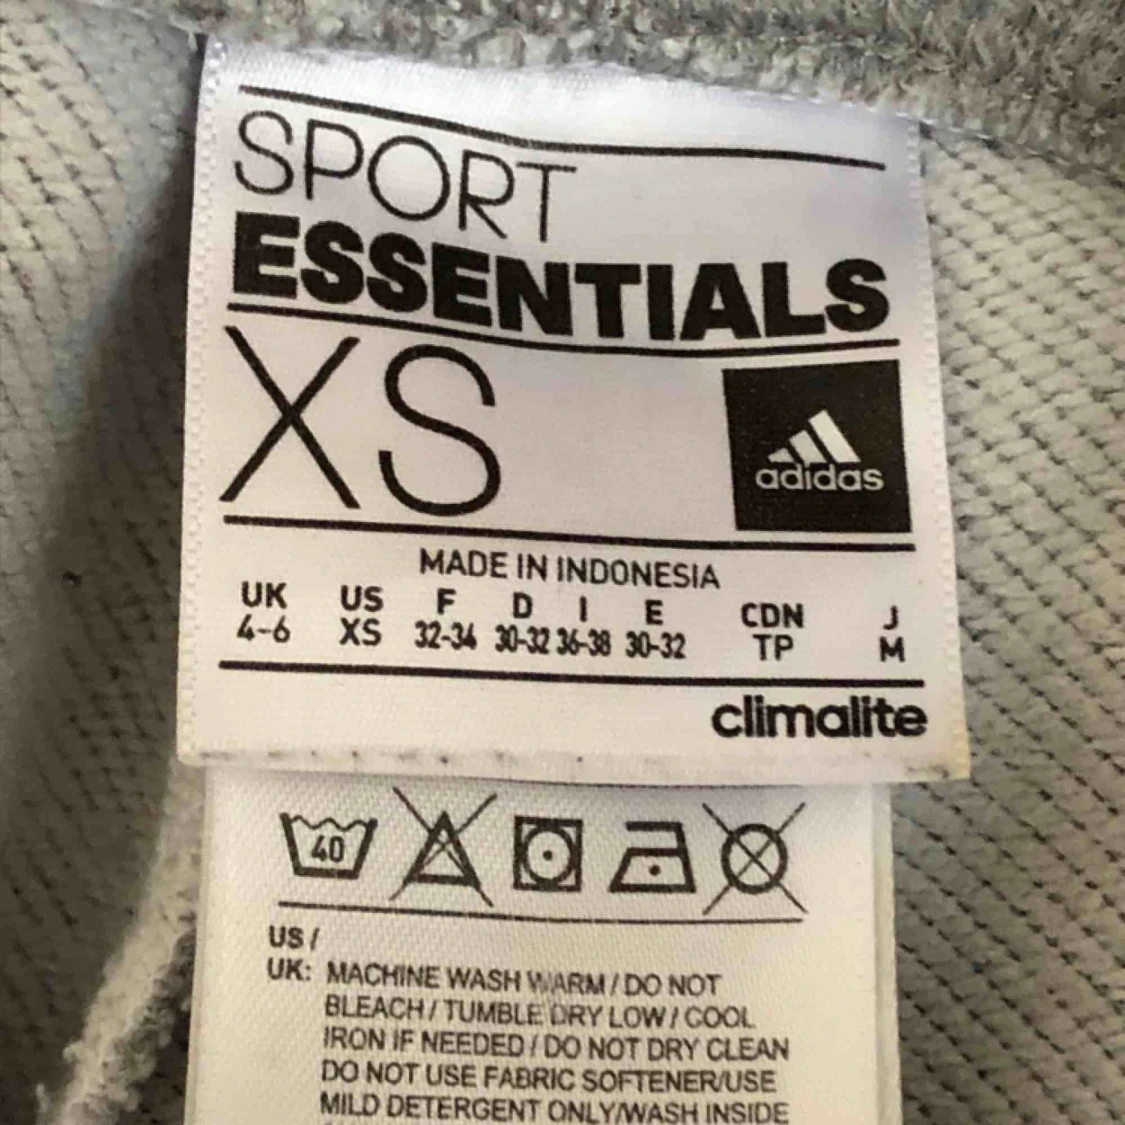 SPORT
ESSENTIALS
XS
adidas
MADE IN INDONESIA
UK US F D I E CDN J
4-6 XS 32-34 30-32 36-38 30-32 TP M
climalite
40
US /
UK: MACHINE WASH WARM / DO NOT
BLEACH / TUMBLE DRY LOW / COOL
IRON IF NEEDED / DO NOT DRY CLEAN
DO NOT USE FABRIC SOFTENER/USE
MILD DETERGENT ONLY/WASH INSIDE